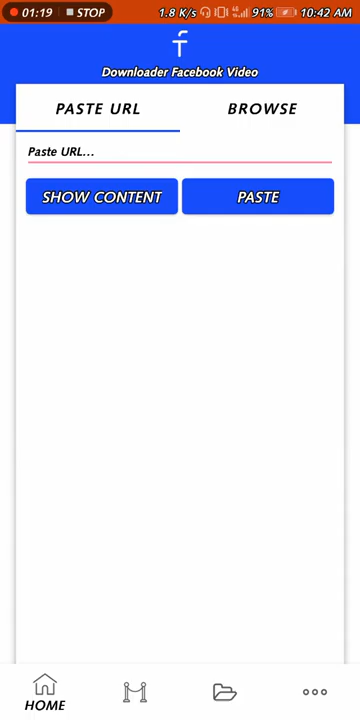 01:19 STOP 1.8 K/s 91% 10:42 AM
Downloader Facebook Video
PASTE URL BROWSE
Paste URL...
SHOW CONTENT PASTE
HOME